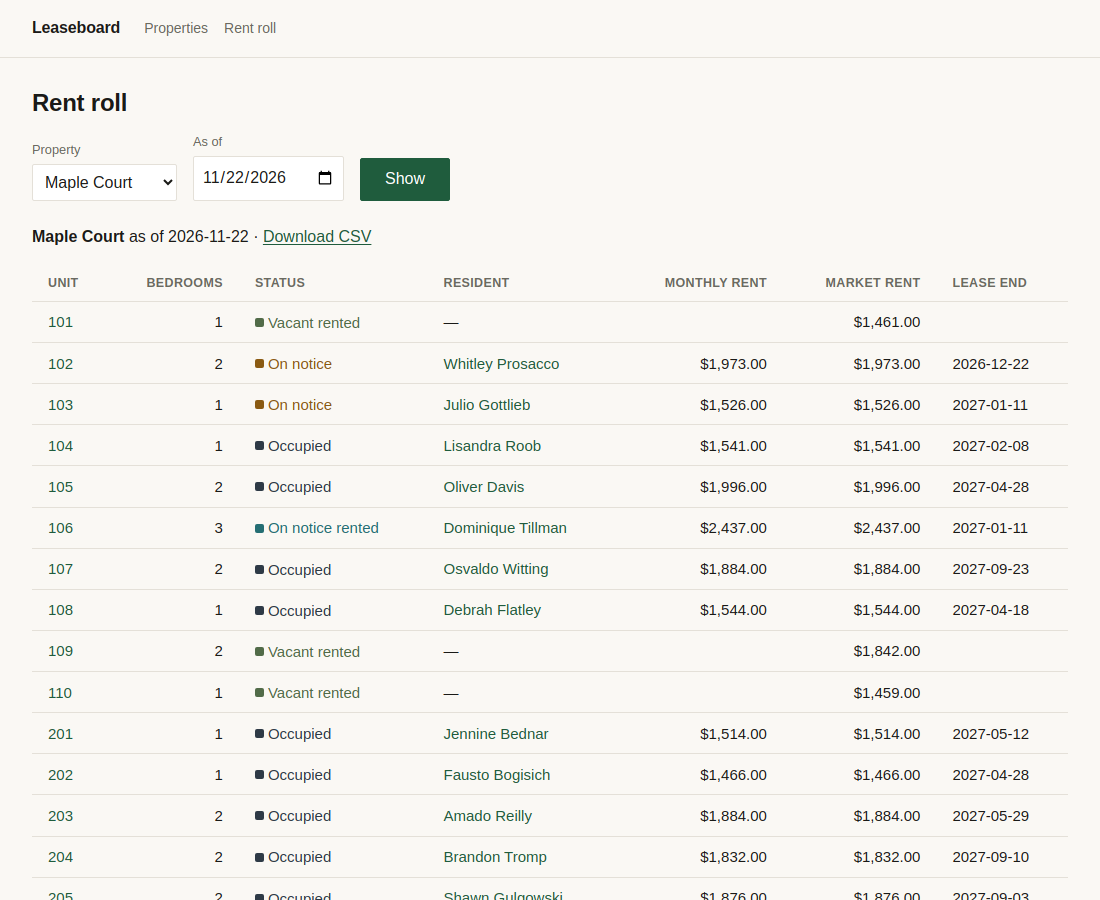 Leaseboard Properties Rent roll
Rent roll
Property As of
Maple Court 11/22/2026 Show
Maple Court as of 2026-11-22 · Download CSV
UNIT BEDROOMS STATUS RESIDENT MONTHLY RENT MARKET RENT LEASE END
101 1 Vacant rented — $1,461.00
102 2 On notice Whitley Prosacco $1,973.00 $1,973.00 2026-12-22
103 1 On notice Julio Gottlieb $1,526.00 $1,526.00 2027-01-11
104 1 Occupied Lisandra Roob $1,541.00 $1,541.00 2027-02-08
105 2 Occupied Oliver Davis $1,996.00 $1,996.00 2027-04-28
106 3 On notice rented Dominique Tillman $2,437.00 $2,437.00 2027-01-11
107 2 Occupied Osvaldo Witting $1,884.00 $1,884.00 2027-09-23
108 1 Occupied Debrah Flatley $1,544.00 $1,544.00 2027-04-18
109 2 Vacant rented — $1,842.00
110 1 Vacant rented — $1,459.00
201 1 Occupied Jennine Bednar $1,514.00 $1,514.00 2027-05-12
202 1 Occupied Fausto Bogisich $1,466.00 $1,466.00 2027-04-28
203 2 Occupied Amado Reilly $1,884.00 $1,884.00 2027-05-29
204 2 Occupied Brandon Tromp $1,832.00 $1,832.00 2027-09-10
205 2 Occupied Shawn Gulgowski $1,876.00 $1,876.00 2027-09-03